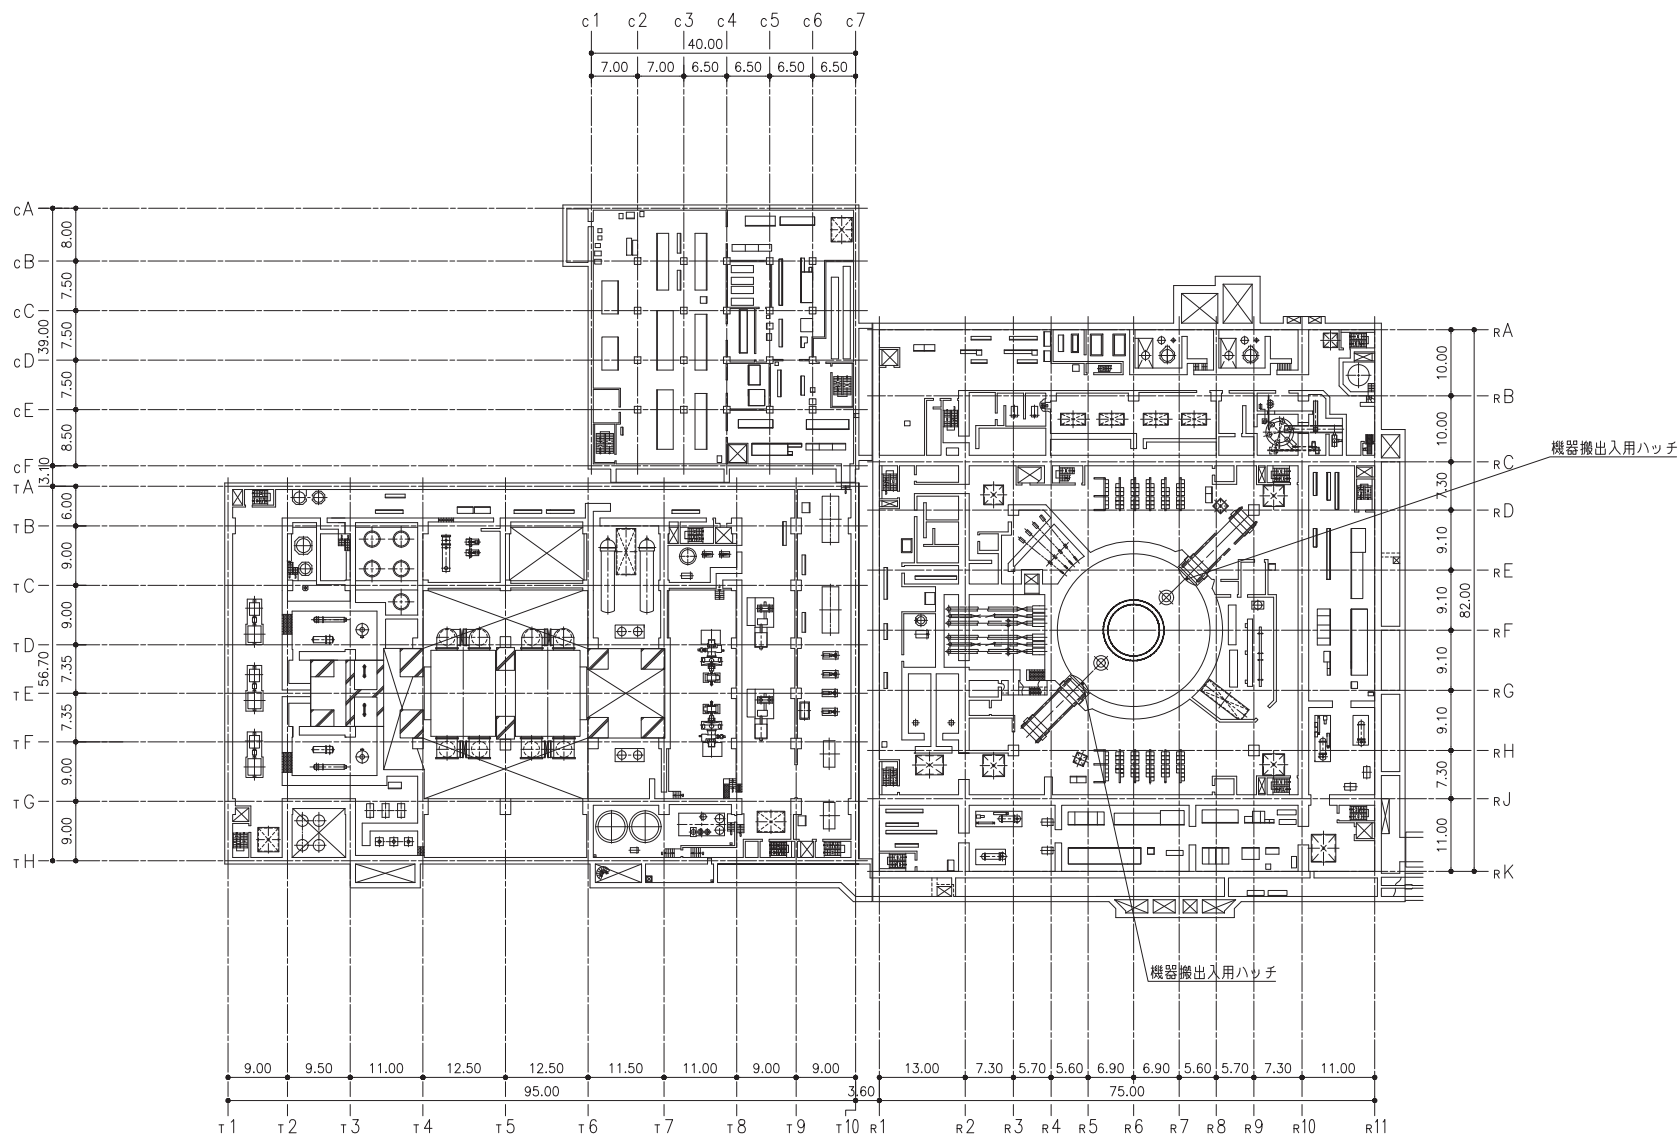 c1 c2 c3 c4 c5 c6 c7
40.00
7.00 7.00 6.50 6.50 6.50 6.50
cA
8.00
cB
7.50
cC
39.00
7.50
cD
7.50
cE
8.50
cF
3.10
TA
6.00
TB
9.00
TC
9.00
TD
56.70
7.35
TE
7.35
TF
9.00
TG
9.00
TH
RA
10.00
RB
10.00
機器搬出入用ハッチ
RC
7.30
RD
9.10
RE
9.10
82.00
RF
9.10
RG
9.10
RH
7.30
RJ
11.00
RK
機器搬出入用ハッチ
9.00 9.50 11.00 12.50 12.50 11.50 11.00 9.00 9.00 13.00 7.30 5.70 5.60 6.90 6.90 5.60 5.70 7.30 11.00
95.00 3.60 75.00
T1 T2 T3 T4 T5 T6 T7 T8 T9 T10 R1 R2 R3 R4 R5 R6 R7 R8 R9 R10 R11